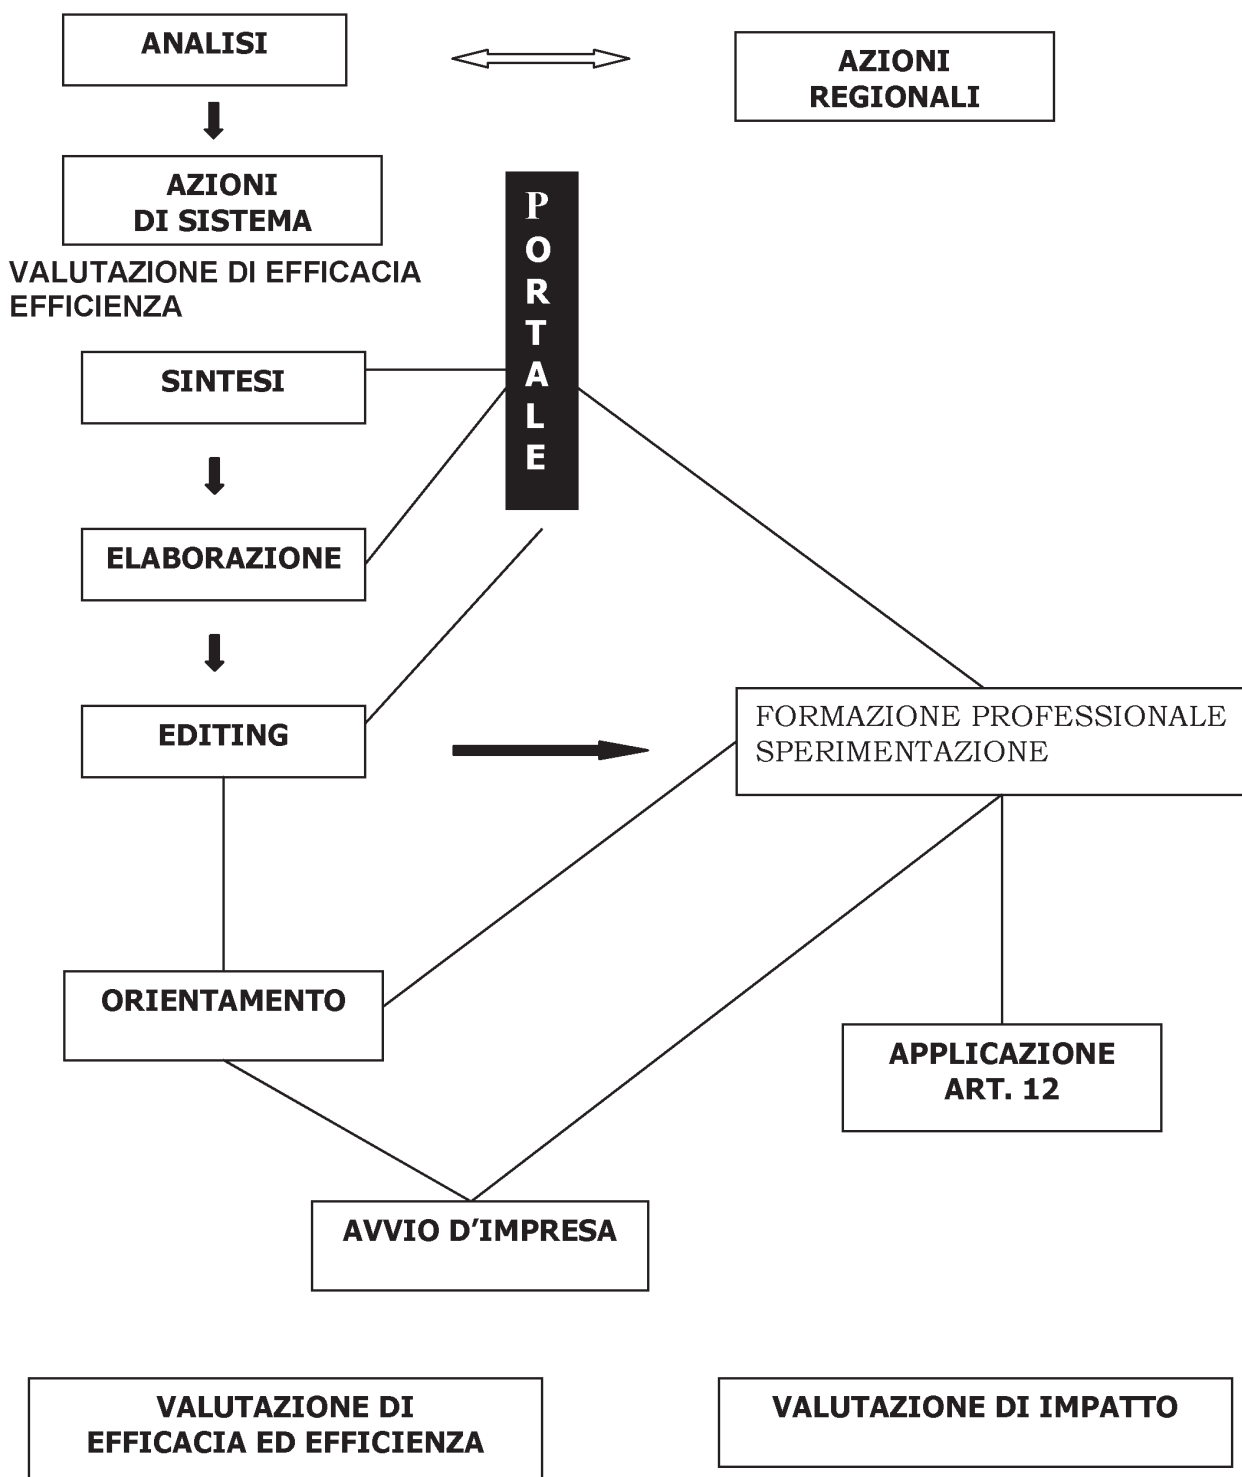 ANALISI
AZIONI
REGIONALI
AZIONI
DI SISTEMA
VALUTAZIONE DI EFFICACIA
EFFICIENZA
P
O
R
T
A
L
E
SINTESI
ELABORAZIONE
EDITING
FORMAZIONE PROFESSIONALE
SPERIMENTAZIONE
ORIENTAMENTO
APPLICAZIONE
ART. 12
AVVIO D’IMPRESA
VALUTAZIONE DI
EFFICACIA ED EFFICIENZA
VALUTAZIONE DI IMPATTO